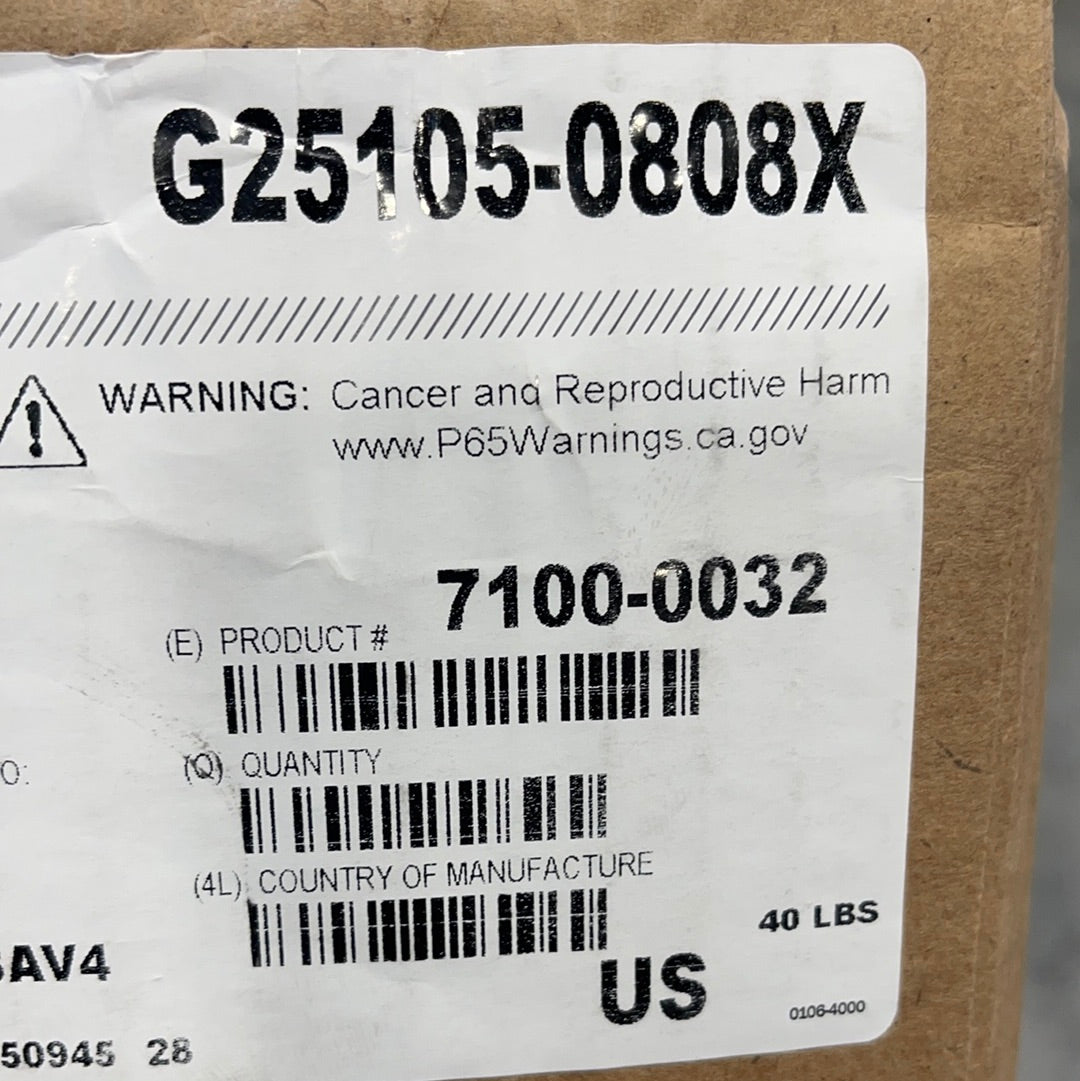 G25105-0808X
WARNING: Cancer and Reproductive Harm
www.P65Warnings.ca.gov
7100-0032
(E) PRODUCT #
O:
(Q) QUANTITY
(4L) COUNTRY OF MANUFACTURE
40 LBS
AV4
US
0106-4000
50945 28